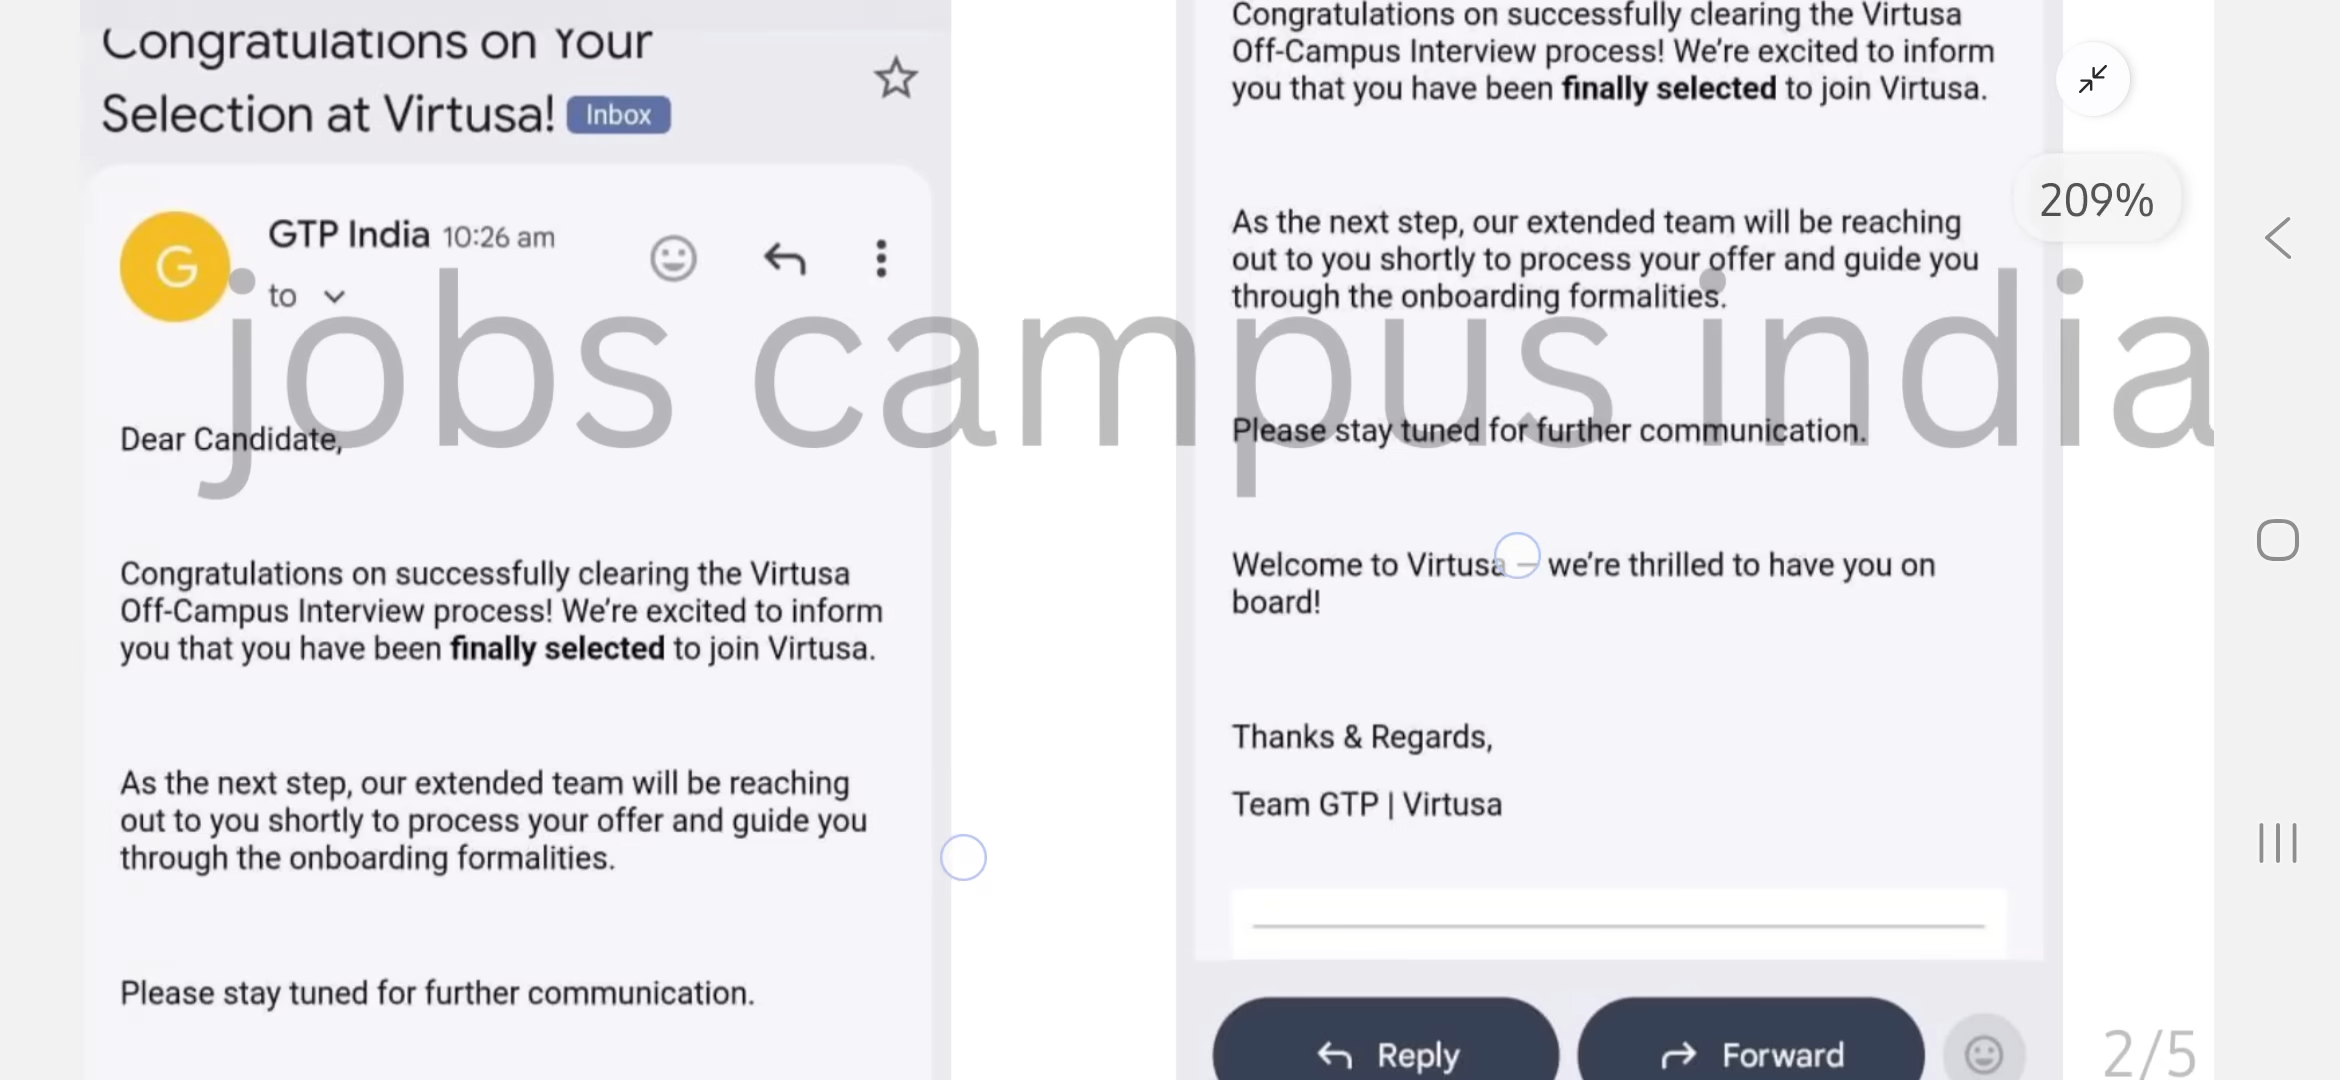 Congratulations on Your
Selection at Virtusa! Inbox
G
GTP India 10:26 am
to
Dear Candidate,
Congratulations on successfully clearing the Virtusa
Off-Campus Interview process! We're excited to inform
you that you have been finally selected to join Virtusa.
As the next step, our extended team will be reaching
out to you shortly to process your offer and guide you
through the onboarding formalities.
Please stay tuned for further communication.
Congratulations on successfully clearing the Virtusa
Off-Campus Interview process! We're excited to inform
you that you have been finally selected to join Virtusa.
As the next step, our extended team will be reaching
out to you shortly to process your offer and guide you
through the onboarding formalities.
Please stay tuned for further communication.
Welcome to Virtusa – we're thrilled to have you on
board!
Thanks & Regards,
Team GTP | Virtusa
Reply
Forward
jobs campus india
209%
2/5